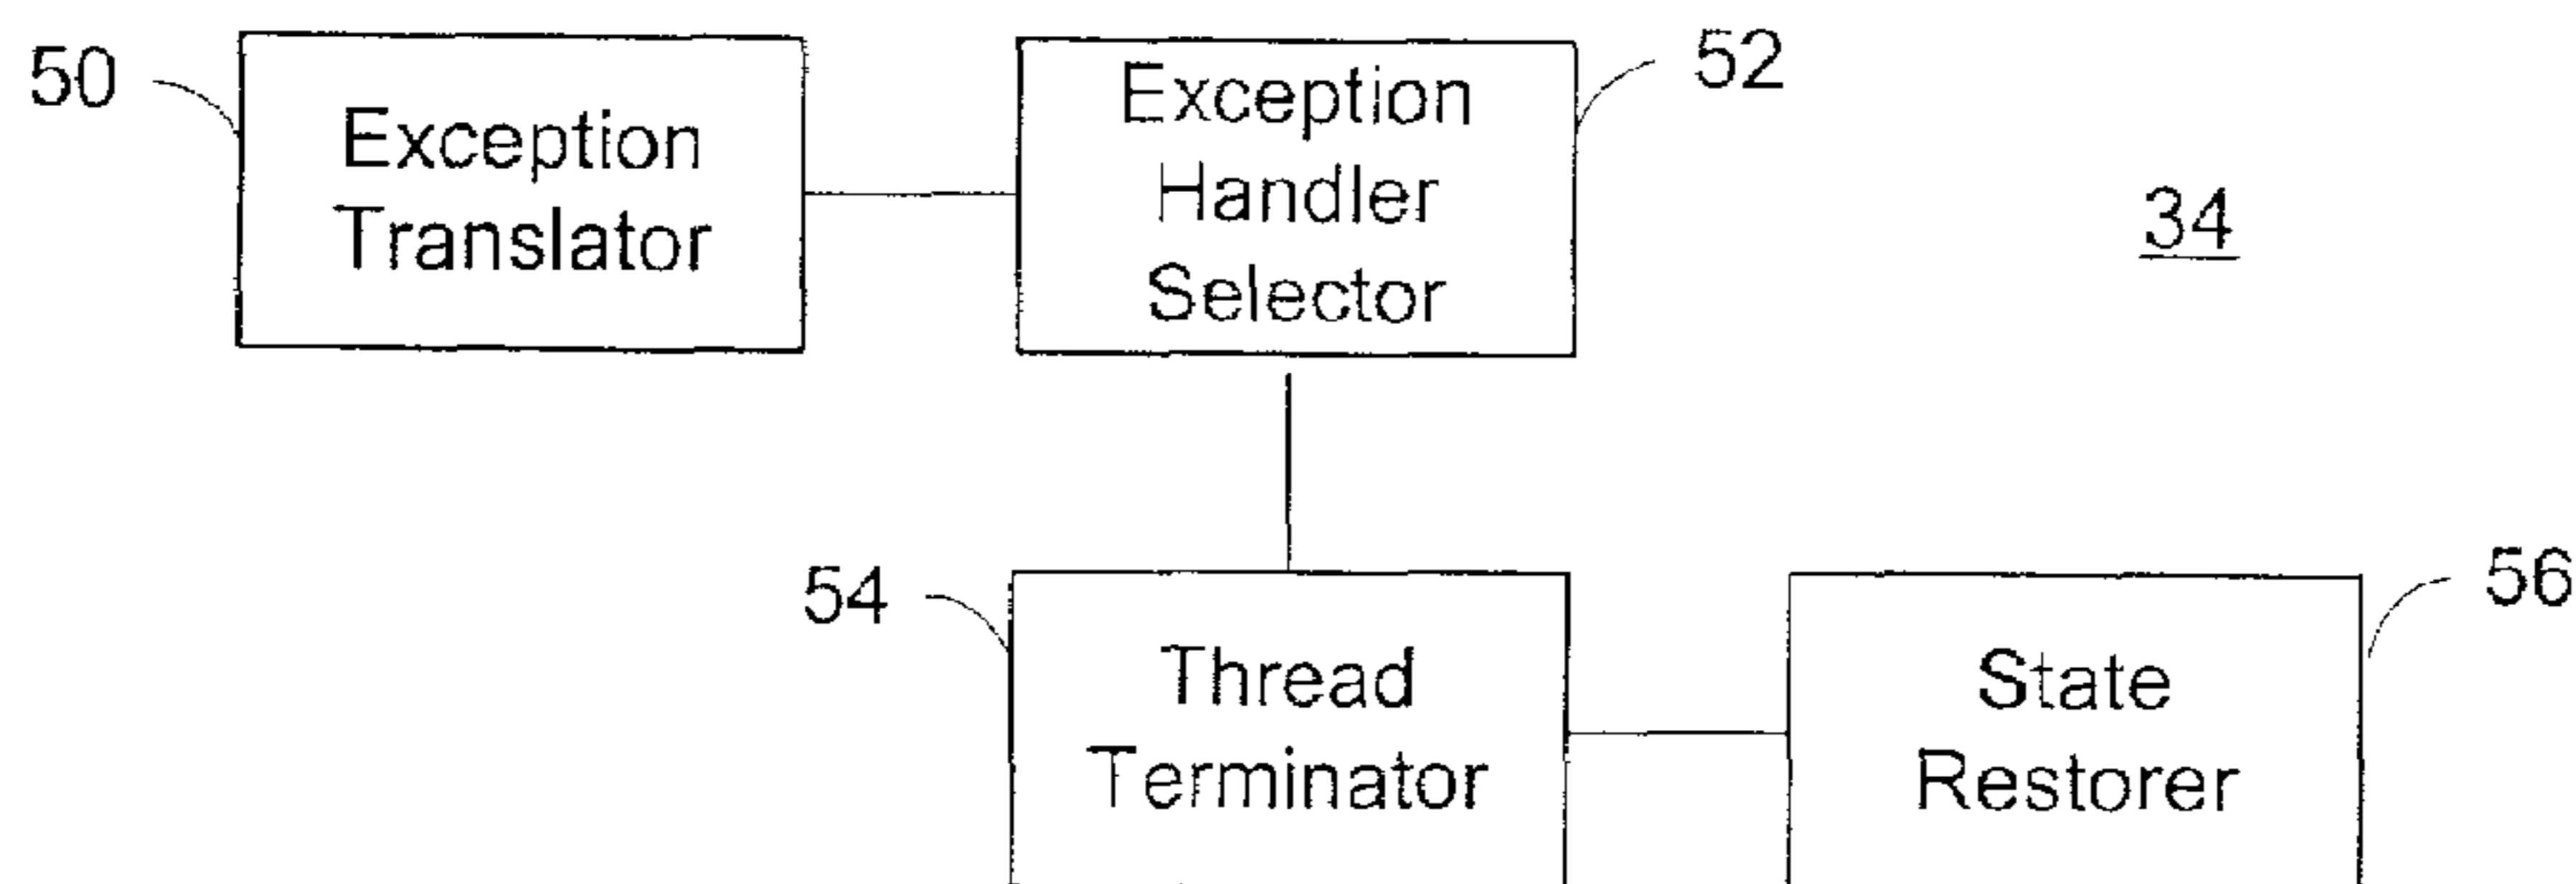 50
Exception
Translator
Exception
Handler
Selector
52
34
54
Thread
Terminator
State
Restorer
56